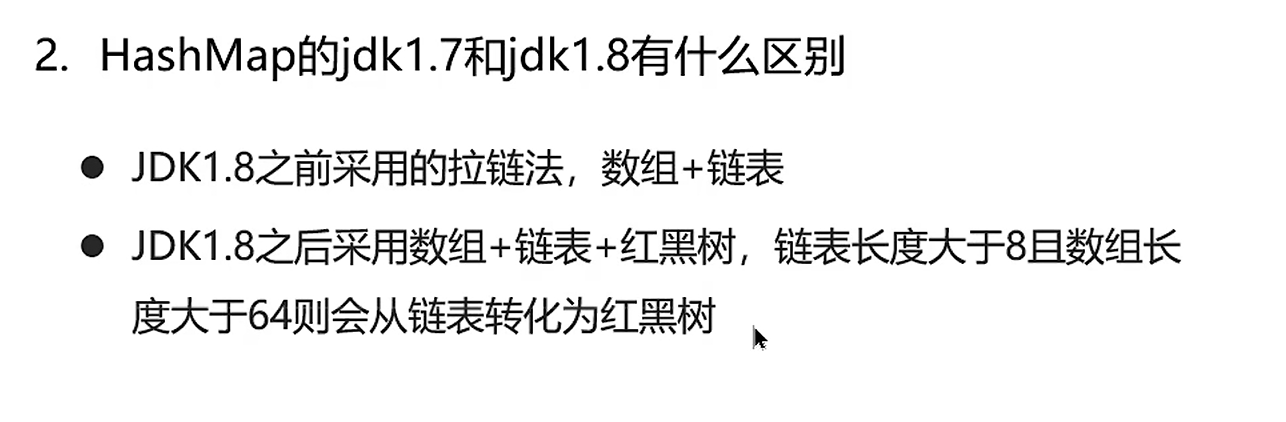 2. HashMap的jdk1.7和jdk1.8有什么区别
● JDK1.8之前采用的拉链法，数组+链表
● JDK1.8之后采用数组+链表+红黑树，链表长度大于8且数组长
度大于64则会从链表转化为红黑树